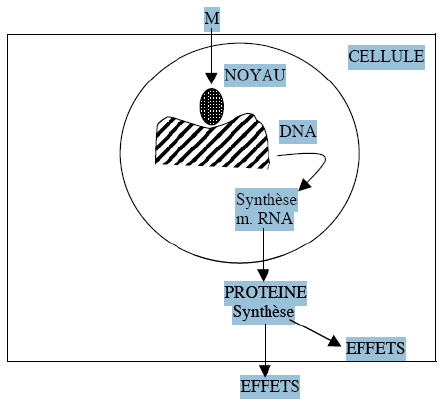 M
CELLULE
NOYAU
DNA
Synthèse
m. RNA
PROTEINE
Synthèse
EFFETS
EFFETS